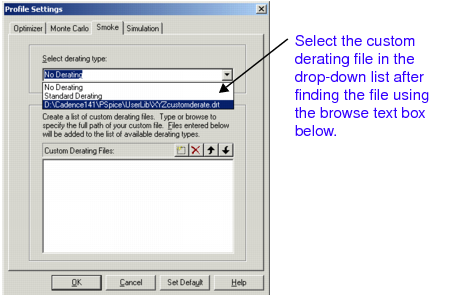 Profile Settings
Optimizer Monte Carlo Smoke Simulation
Select derating type:
No Derating
No Derating
Standard Derating
D:\Cadence141\PSpice\UserLib\XYZcustomderate.drt
Create a list of custom derating files. Type or browse to
specify the full path of your custom file. Files entered below
will be added to the list of available derating types.
Custom Derating Files:
OK Cancel Set Default Help
Select the custom
derating file in the
drop-down list after
finding the file using
the browse text box
below.